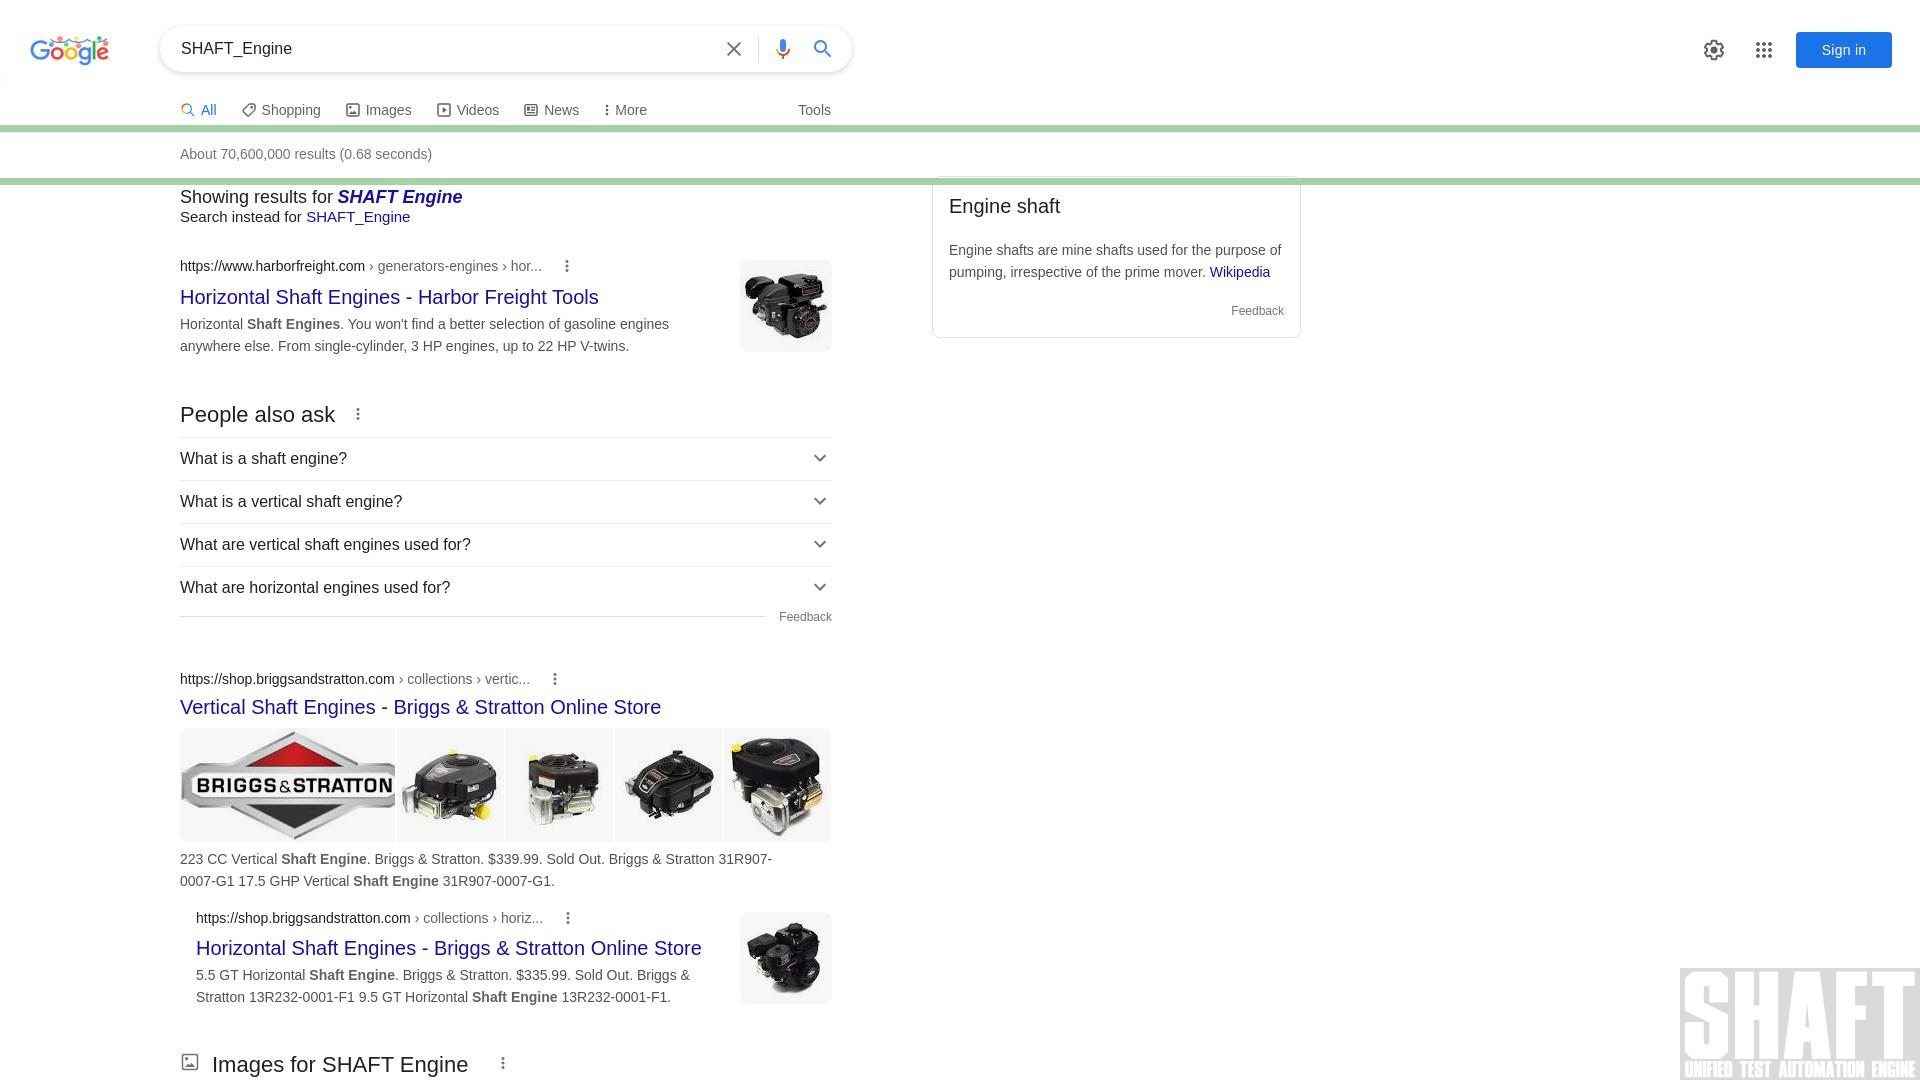 Google
SHAFT_Engine
Sign in
All
Shopping
Images
Videos
News
More
Tools
About 70,600,000 results (0.68 seconds)
Showing results for SHAFT Engine
Search instead for SHAFT_Engine
https://www.harborfreight.com › generators-engines › hor...
Horizontal Shaft Engines - Harbor Freight Tools
Horizontal Shaft Engines. You won't find a better selection of gasoline engines
anywhere else. From single-cylinder, 3 HP engines, up to 22 HP V-twins.
People also ask
What is a shaft engine?
What is a vertical shaft engine?
What are vertical shaft engines used for?
What are horizontal engines used for?
Feedback
https://shop.briggsandstratton.com › collections › vertic...
Vertical Shaft Engines - Briggs & Stratton Online Store
BRIGGS&STRATTON
223 CC Vertical Shaft Engine. Briggs & Stratton. $339.99. Sold Out. Briggs & Stratton 31R907-
0007-G1 17.5 GHP Vertical Shaft Engine 31R907-0007-G1.
https://shop.briggsandstratton.com › collections › horiz...
Horizontal Shaft Engines - Briggs & Stratton Online Store
5.5 GT Horizontal Shaft Engine. Briggs & Stratton. $335.99. Sold Out. Briggs &
Stratton 13R232-0001-F1 9.5 GT Horizontal Shaft Engine 13R232-0001-F1.
Images for SHAFT Engine
Engine shaft
Engine shafts are mine shafts used for the purpose of
pumping, irrespective of the prime mover. Wikipedia
Feedback
SHAFT
UNIFIED TEST AUTOMATION ENGINE